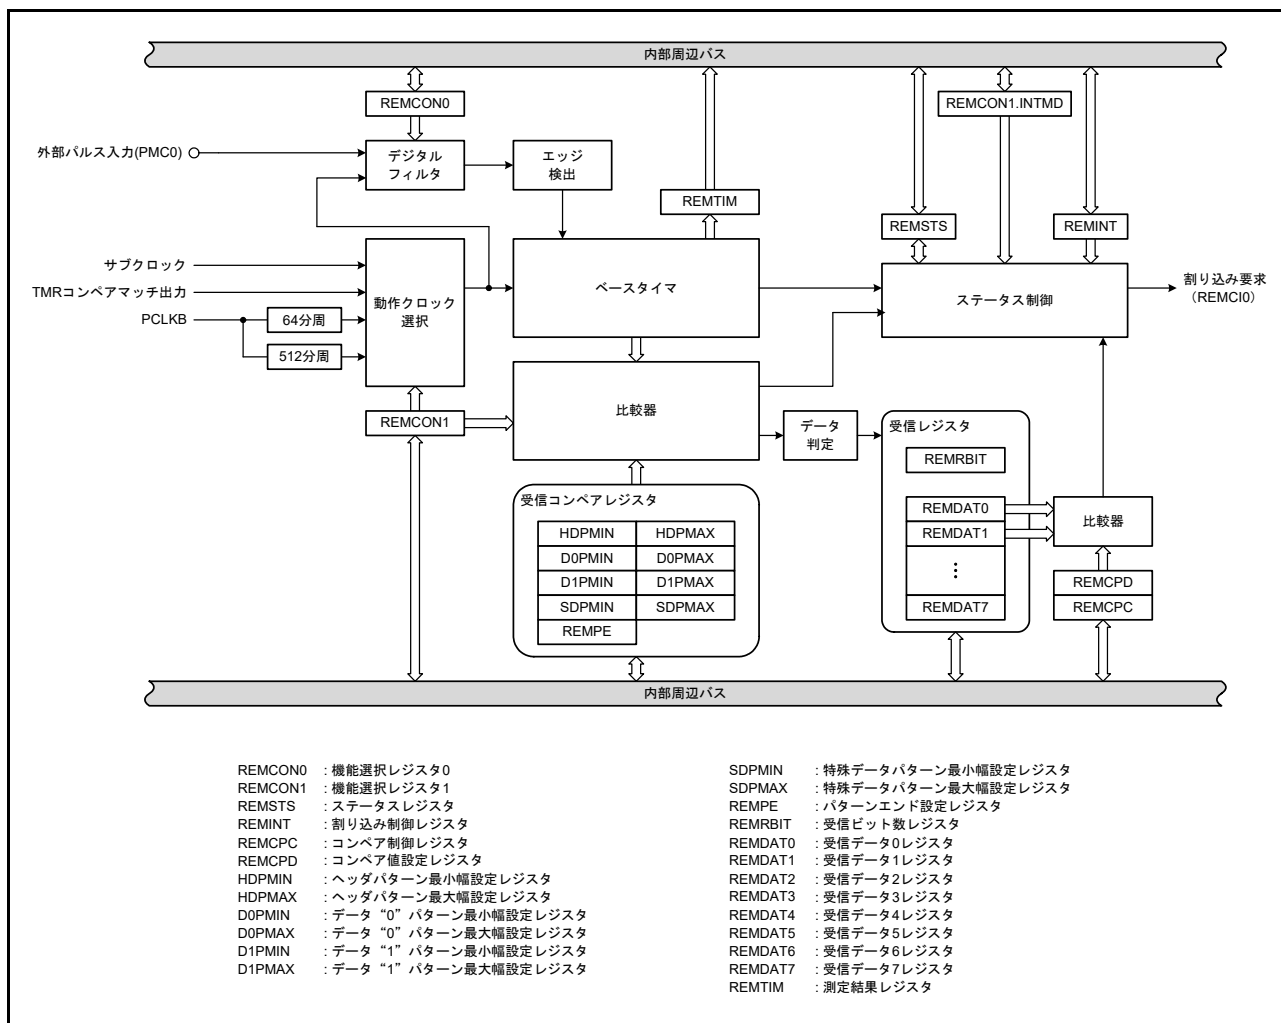 内部周辺バス
REMCON0
REMCON1.INTMD
外部パルス入力(PMC0)
デジタル
フィルタ
エッジ
検出
REMTIM
REMSTS
REMINT
サブクロック
TMRコンペアマッチ出力
PCLKB
64分周
512分周
動作クロック
選択
ベースタイマ
ステータス制御
割り込み要求
（REMCI0）
REMCON1
比較器
データ
判定
受信レジスタ
REMRBIT
REMDAT0
REMDAT1
⋮
REMDAT7
比較器
REMCPD
REMCPC
受信コンペアレジスタ
HDPMIN HDPMAX
D0PMIN D0PMAX
D1PMIN D1PMAX
SDPMIN SDPMAX
REMPE
内部周辺バス
REMCON0 : 機能選択レジスタ0
REMCON1 : 機能選択レジスタ1
REMSTS : ステータスレジスタ
REMINT : 割り込み制御レジスタ
REMCPC : コンペア制御レジスタ
REMCPD : コンペア値設定レジスタ
HDPMIN : ヘッダパターン最小幅設定レジスタ
HDPMAX : ヘッダパターン最大幅設定レジスタ
D0PMIN : データ“0”パターン最小幅設定レジスタ
D0PMAX : データ“0”パターン最大幅設定レジスタ
D1PMIN : データ“1”パターン最小幅設定レジスタ
D1PMAX : データ“1”パターン最大幅設定レジスタ
SDPMIN : 特殊データパターン最小幅設定レジスタ
SDPMAX : 特殊データパターン最大幅設定レジスタ
REMPE : パターンエンド設定レジスタ
REMRBIT : 受信ビット数レジスタ
REMDAT0 : 受信データ0レジスタ
REMDAT1 : 受信データ1レジスタ
REMDAT2 : 受信データ2レジスタ
REMDAT3 : 受信データ3レジスタ
REMDAT4 : 受信データ4レジスタ
REMDAT5 : 受信データ5レジスタ
REMDAT6 : 受信データ6レジスタ
REMDAT7 : 受信データ7レジスタ
REMTIM : 測定結果レジスタ